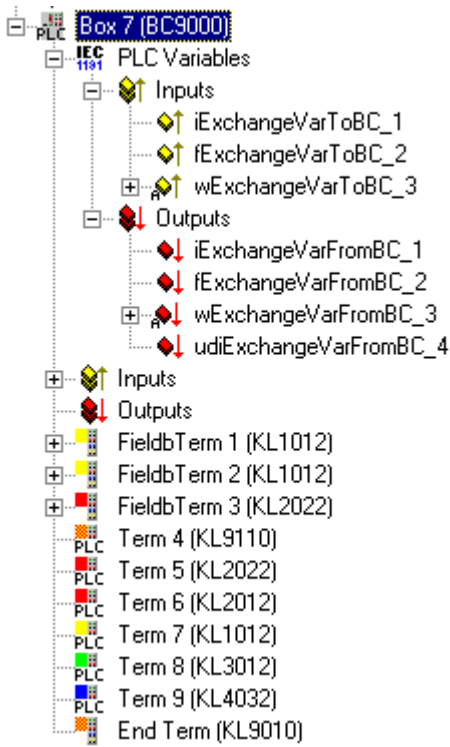 PLC Box 7 (BC9000)
IEC 1131 PLC Variables
Inputs
iExchangeVarToBC_1
fExchangeVarToBC_2
A wExchangeVarToBC_3
Outputs
iExchangeVarFromBC_1
fExchangeVarFromBC_2
A wExchangeVarFromBC_3
udiExchangeVarFromBC_4
Inputs
Outputs
FieldbTerm 1 (KL1012)
FieldbTerm 2 (KL1012)
FieldbTerm 3 (KL2022)
PLC Term 4 (KL9110)
PLC Term 5 (KL2022)
PLC Term 6 (KL2012)
PLC Term 7 (KL1012)
PLC Term 8 (KL3012)
PLC Term 9 (KL4032)
End Term (KL9010)